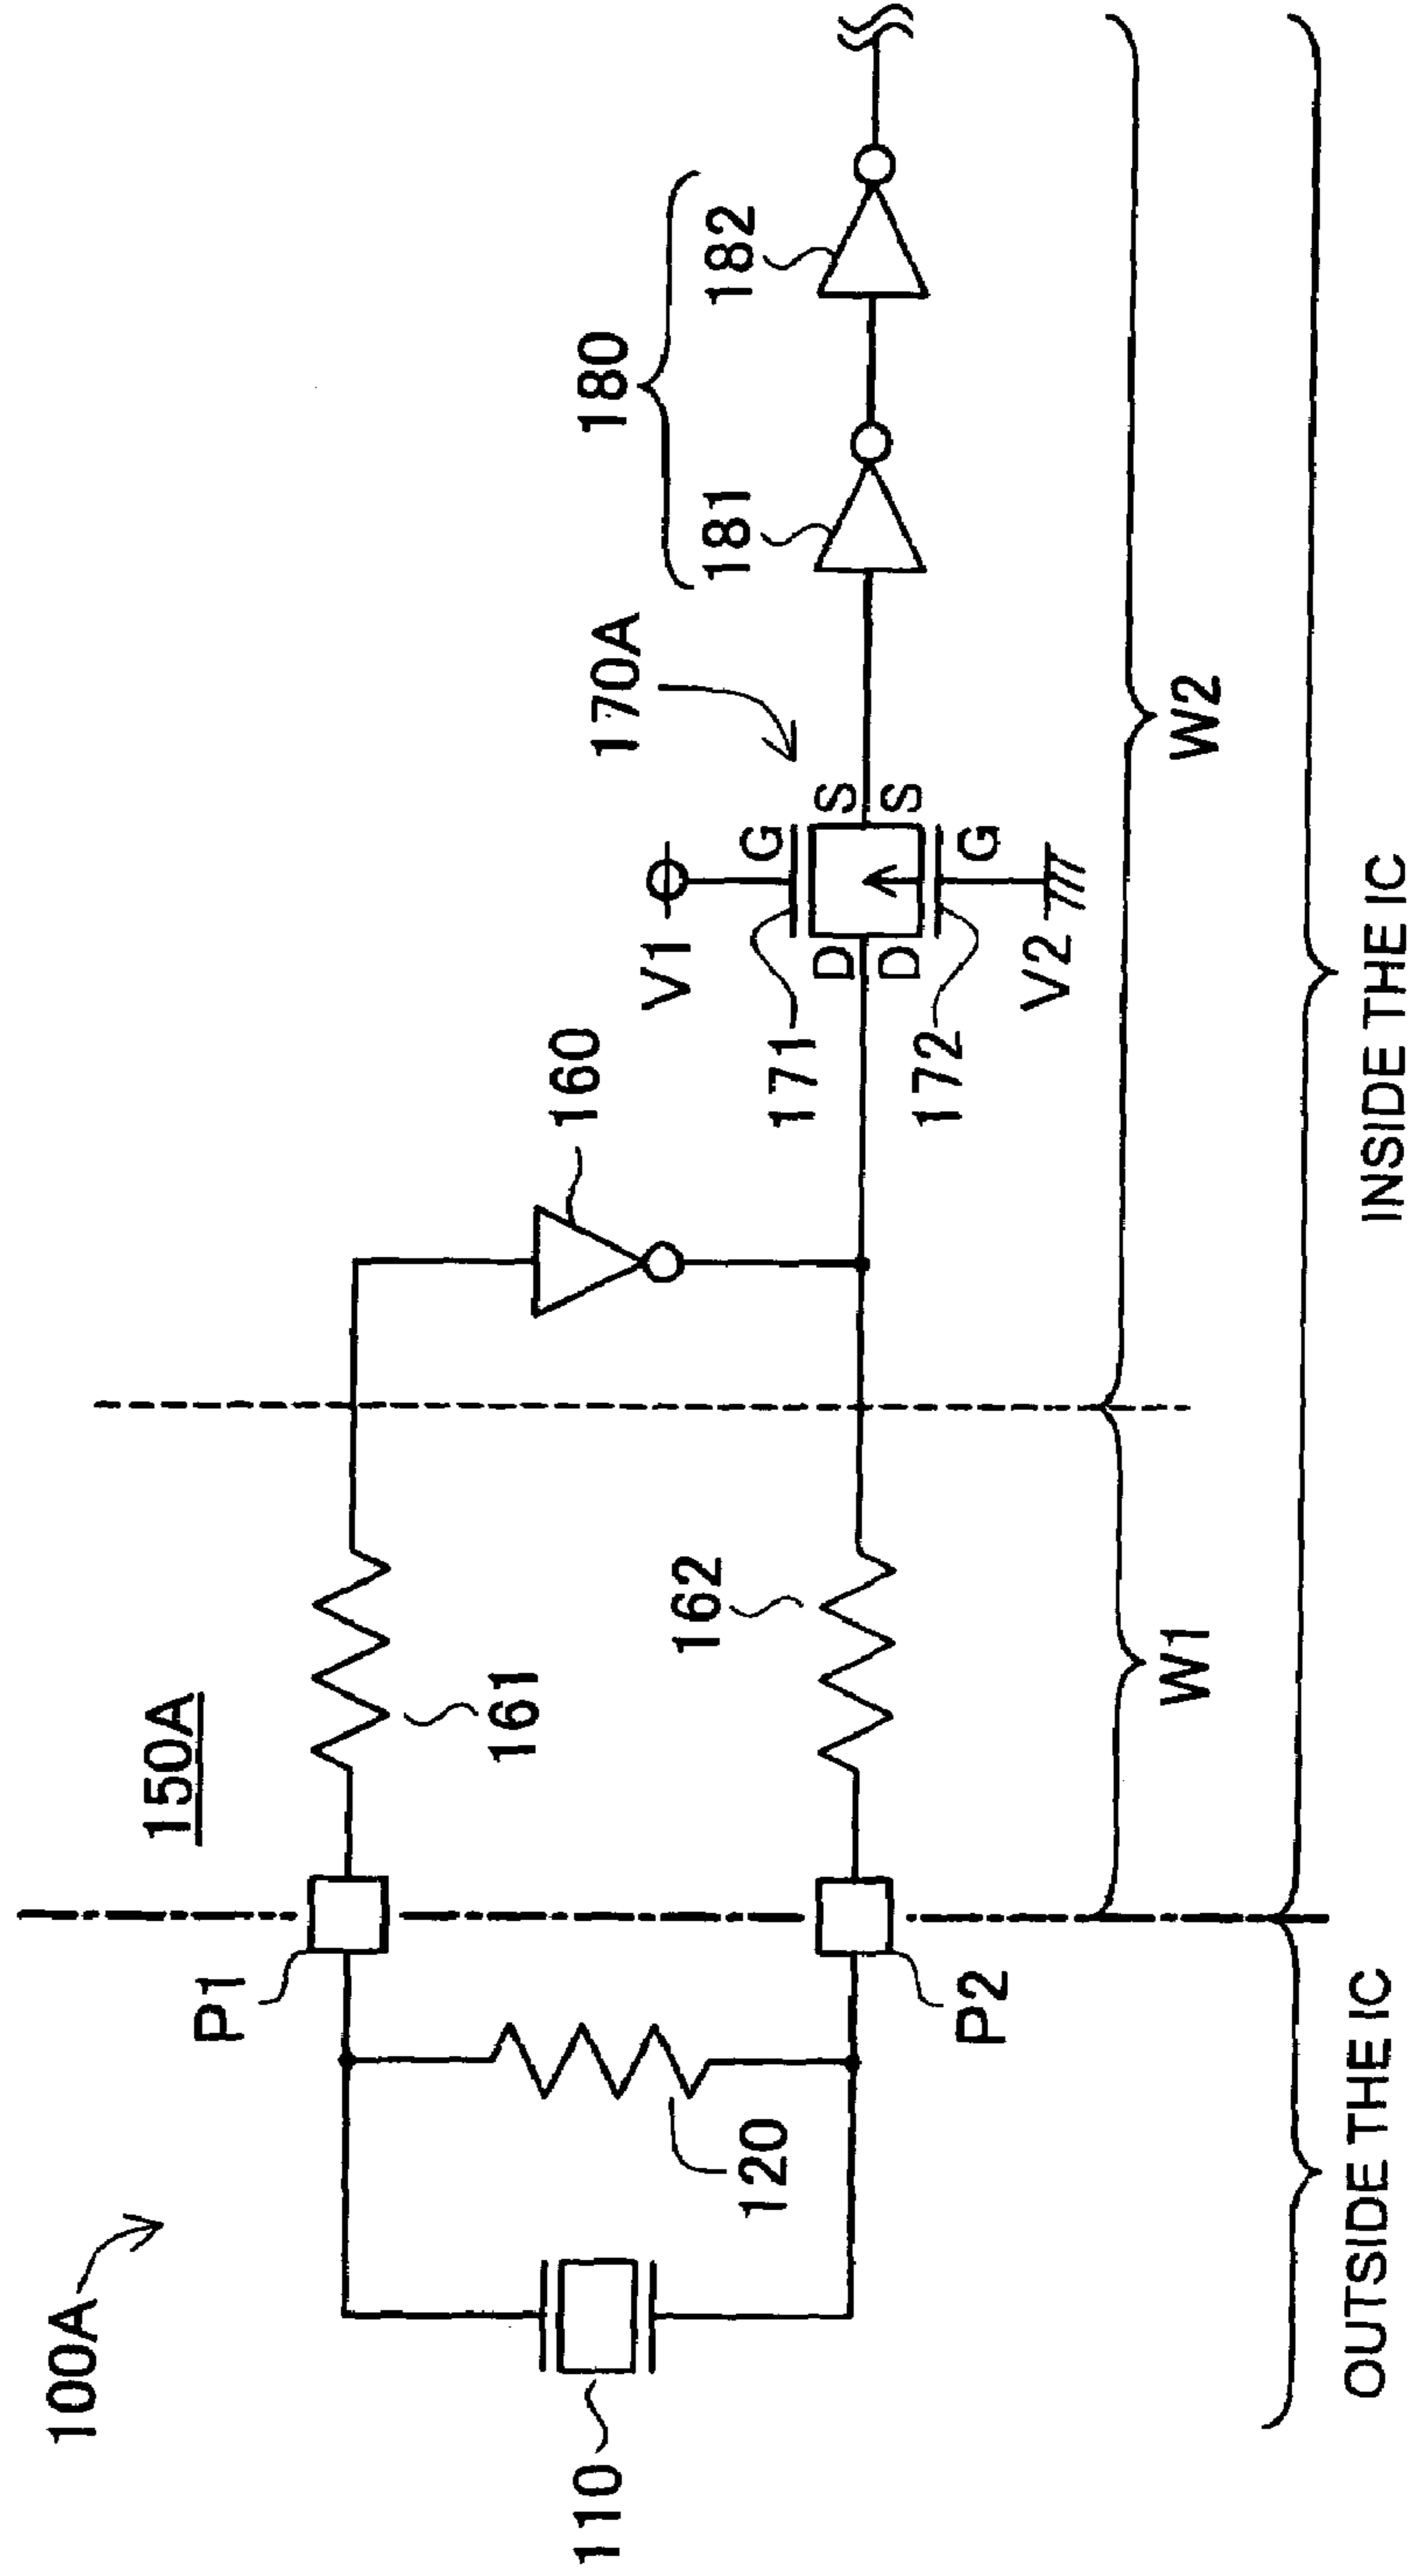 100A
150A
P1
161
160
110
120
P2
162
V1
G
171
D
S
D
S
172
G
V2
170A
180
181
182
W1
W2
OUTSIDE THE IC
INSIDE THE IC